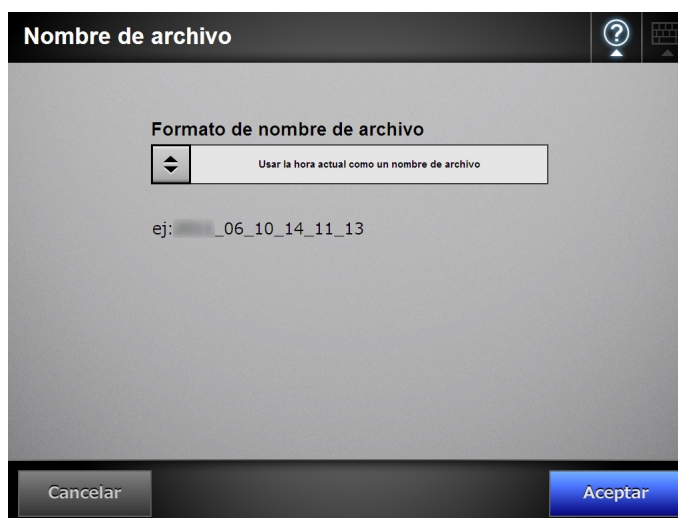 Nombre de archivo
Formato de nombre de archivo
Usar la hora actual como un nombre de archivo
ej: _06_10_14_11_13
Cancelar
Aceptar